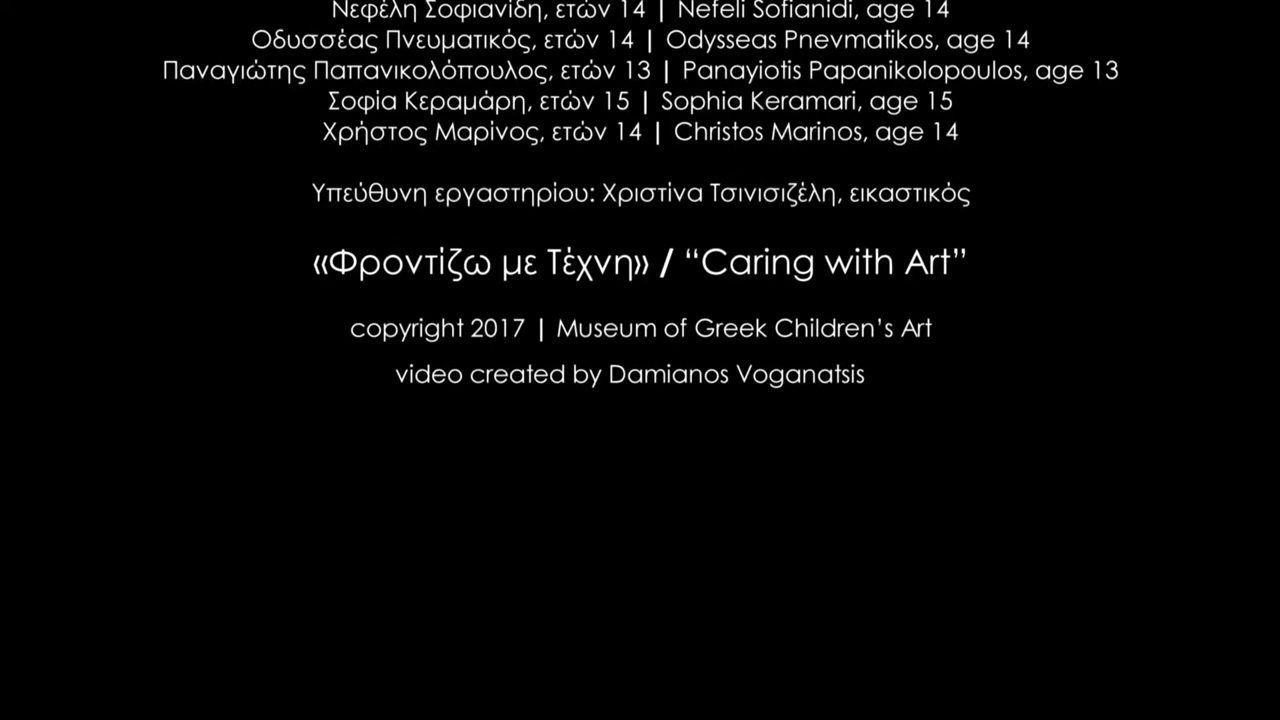 Νεφέλη Σοφιανίδη, ετών 14 | Nefeli Sofianidi, age 14
Οδυσσέας Πνευματικός, ετών 14 | Odysseas Pnevmatikos, age 14
Παναγιώτης Παπανικολόπουλος, ετών 13 | Panayiotis Papanikolopoulos, age 13
Σοφία Κεραμάρη, ετών 15 | Sophia Keramari, age 15
Χρήστος Μαρίνος, ετών 14 | Christos Marinos, age 14
Υπεύθυνη εργαστηρίου: Χριστίνα Τσινισιζέλη, εικαστικός
«Φροντίζω με Τέχνη» / “Caring with Art”
copyright 2017 | Museum of Greek Children’s Art
video created by Damianos Voganatsis